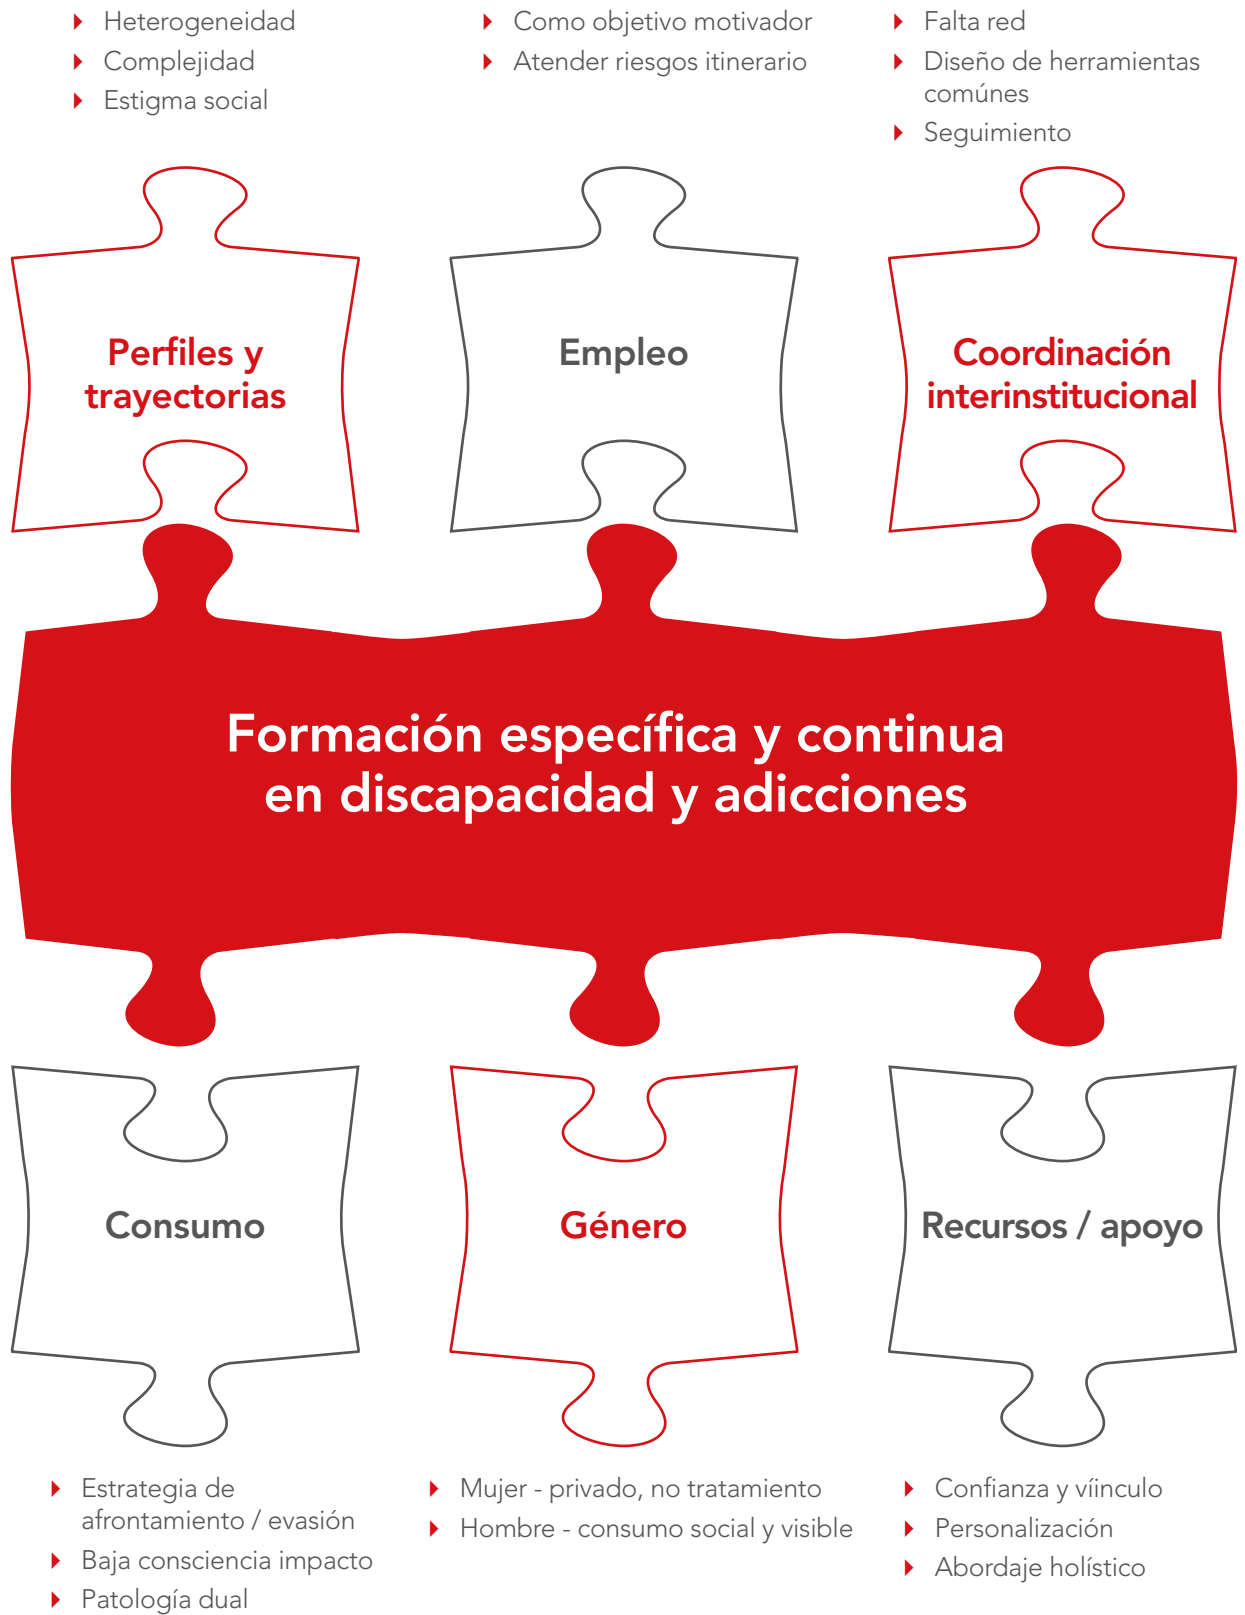 Heterogeneidad
Complejidad
Estigma social
Como objetivo motivador
Atender riesgos itinerario
Falta red
Diseño de herramientas
comúnes
Seguimiento
Perfiles y
trayectorias
Empleo
Coordinación
interinstitucional
Formación específica y continua
en discapacidad y adicciones
Consumo
Género
Recursos / apoyo
Estrategia de
afrontamiento / evasión
Baja consciencia impacto
Patología dual
Mujer - privado, no tratamiento
Hombre - consumo social y visible
Confianza y víinculo
Personalización
Abordaje holístico